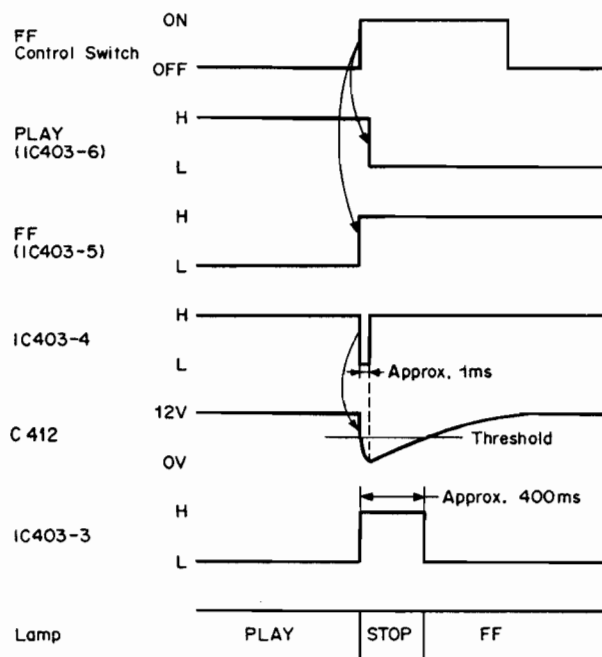 ON
FF
Control Switch
OFF
H
PLAY
(IC403-6)
L
H
FF
(IC403-5)
L
H
IC403-4
L
Approx. 1ms
12V
C 412
Threshold
0V
Approx. 400ms
H
IC403-3
L
Lamp PLAY STOP FF